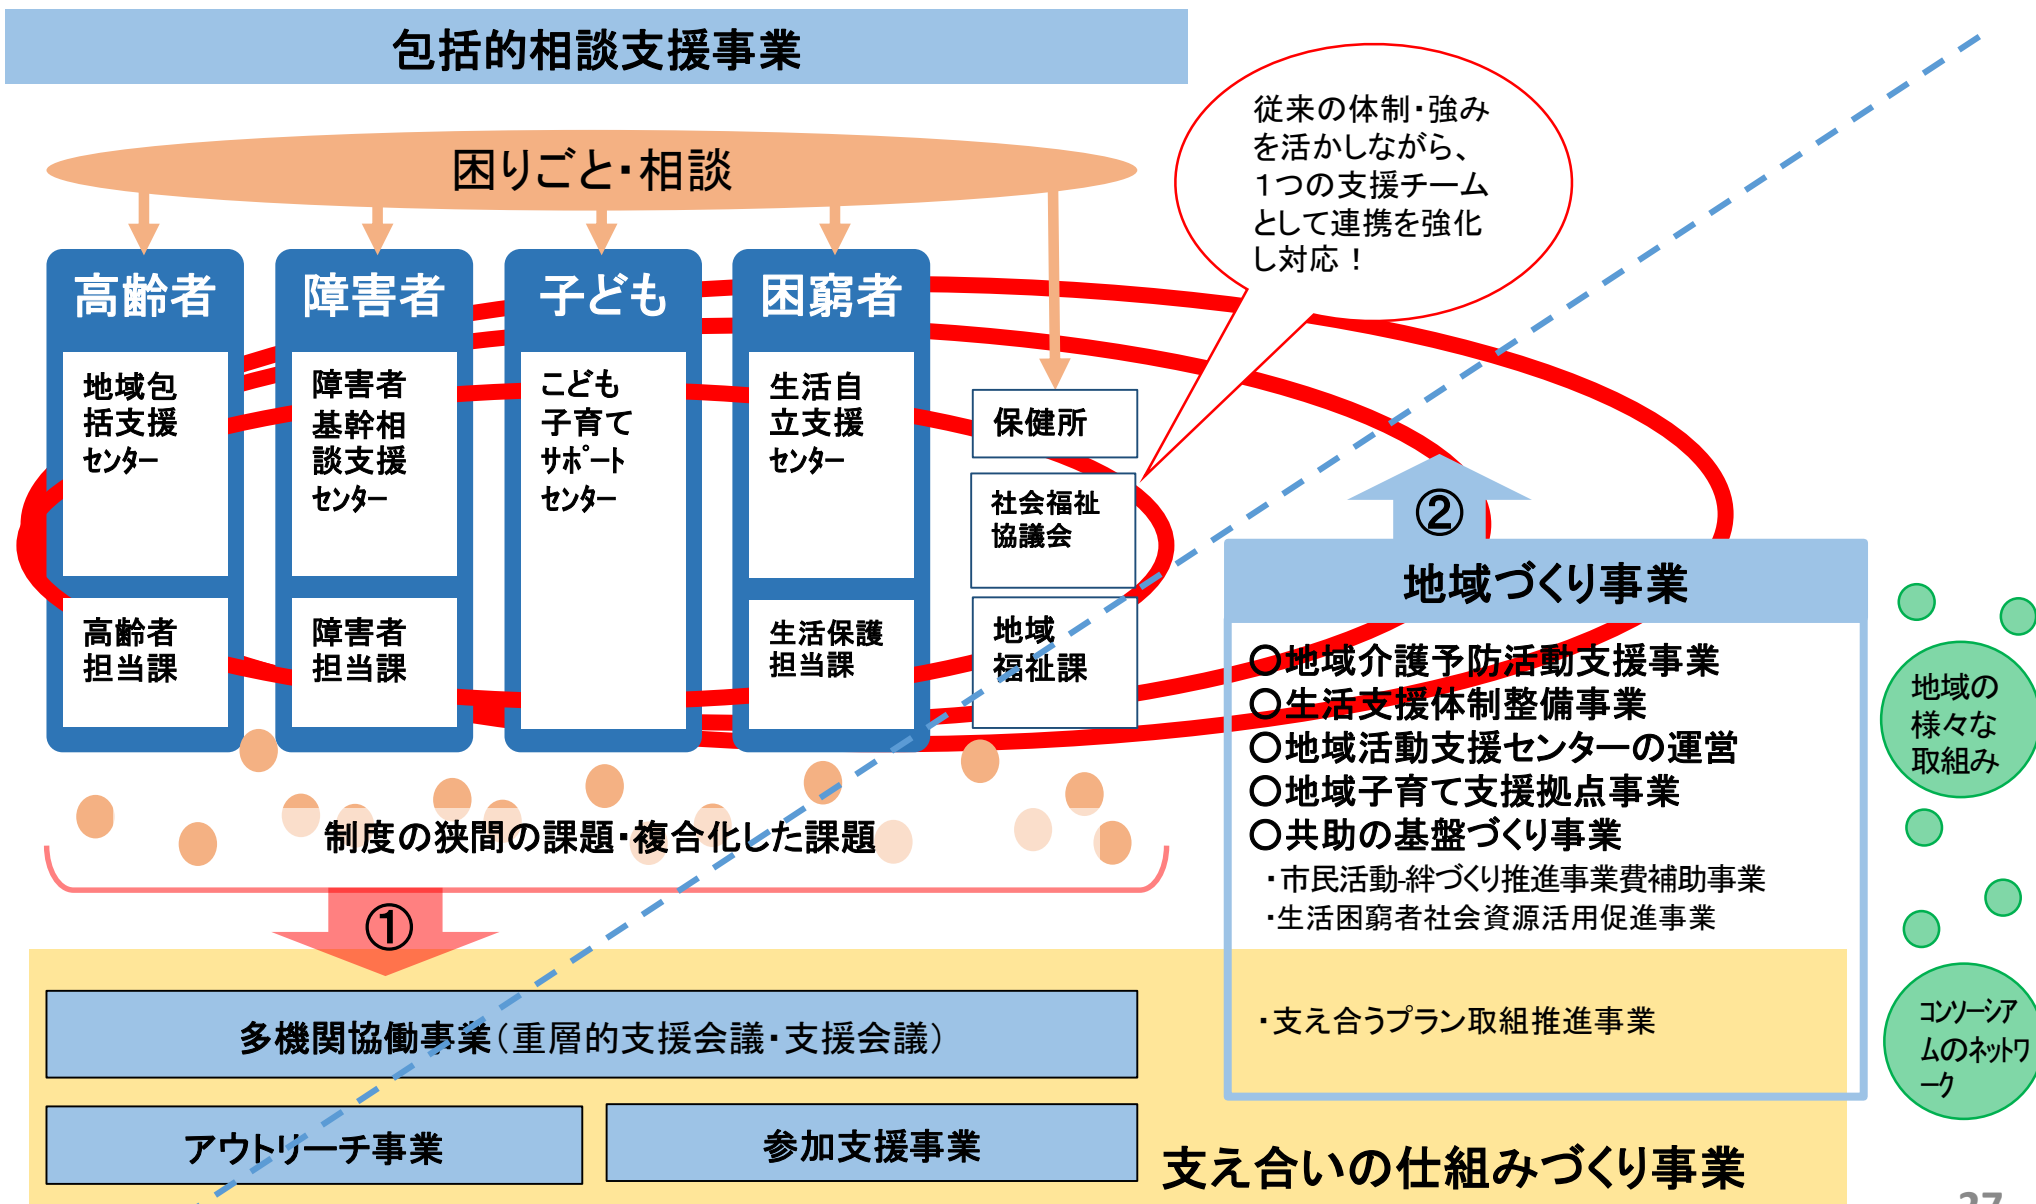 包括的相談支援事業
困りごと・相談
従来の体制・強み
を活かしながら、
１つの支援チーム
として連携を強化
し対応！
高齢者
地域包
括支援
センター
高齢者
担当課
障害者
障害者
基幹相
談支援
センター
障害者
担当課
子ども
こども
子育て
サポート
センター
困窮者
生活自
立支援
センター
生活保護
担当課
保健所
社会福祉
協議会
地域
福祉課
制度の狭間の課題・複合化した課題
①
②
地域づくり事業
〇地域介護予防活動支援事業
〇生活支援体制整備事業
〇地域活動支援センターの運営
〇地域子育て支援拠点事業
〇共助の基盤づくり事業
・市民活動-絆づくり推進事業費補助事業
・生活困窮者社会資源活用促進事業
・支え合うプラン取組推進事業
地域の
様々な
取組み
コンソーシア
ムのネットワ
ーク
多機関協働事業（重層的支援会議・支援会議）
アウトリーチ事業
参加支援事業
支え合いの仕組みづくり事業
27